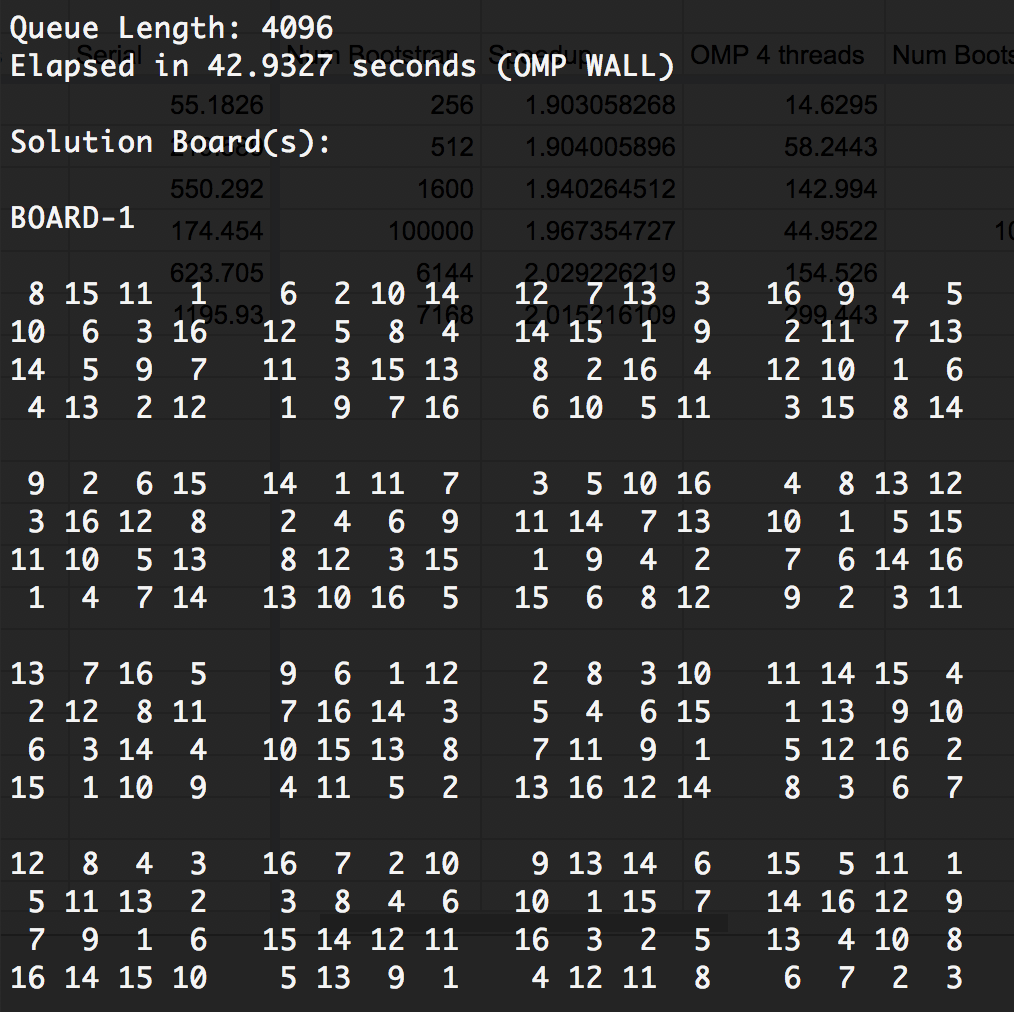 Queue Length: 4096
Serial Num Bootstrap Speedup OMP 4 threads Num Boots
Elapsed in 42.9327 seconds (OMP WALL)
55.1826 256 1.903058268 14.6295
Solution Board(s):
512 1.904005896 58.2443
550.292 1600 1.940264512 142.994
BOARD-1
174.454 100000 1.967354727 44.9522 10
623.705 6144 2.029226219 154.526
8 15 11 1 6 2 10 14 12 7 13 3 16 9 4 5
1195.93 7168 2.015216109 299.443
10 6 3 16 12 5 8 4 14 15 1 9 2 11 7 13
14 5 9 7 11 3 15 13 8 2 16 4 12 10 1 6
4 13 2 12 1 9 7 16 6 10 5 11 3 15 8 14
9 2 6 15 14 1 11 7 3 5 10 16 4 8 13 12
3 16 12 8 2 4 6 9 11 14 7 13 10 1 5 15
11 10 5 13 8 12 3 15 1 9 4 2 7 6 14 16
1 4 7 14 13 10 16 5 15 6 8 12 9 2 3 11
13 7 16 5 9 6 1 12 2 8 3 10 11 14 15 4
2 12 8 11 7 16 14 3 5 4 6 15 1 13 9 10
6 3 14 4 10 15 13 8 7 11 9 1 5 12 16 2
15 1 10 9 4 11 5 2 13 16 12 14 8 3 6 7
12 8 4 3 16 7 2 10 9 13 14 6 15 5 11 1
5 11 13 2 3 8 4 6 10 1 15 7 14 16 12 9
7 9 1 6 15 14 12 11 16 3 2 5 13 4 10 8
16 14 15 10 5 13 9 1 4 12 11 8 6 7 2 3